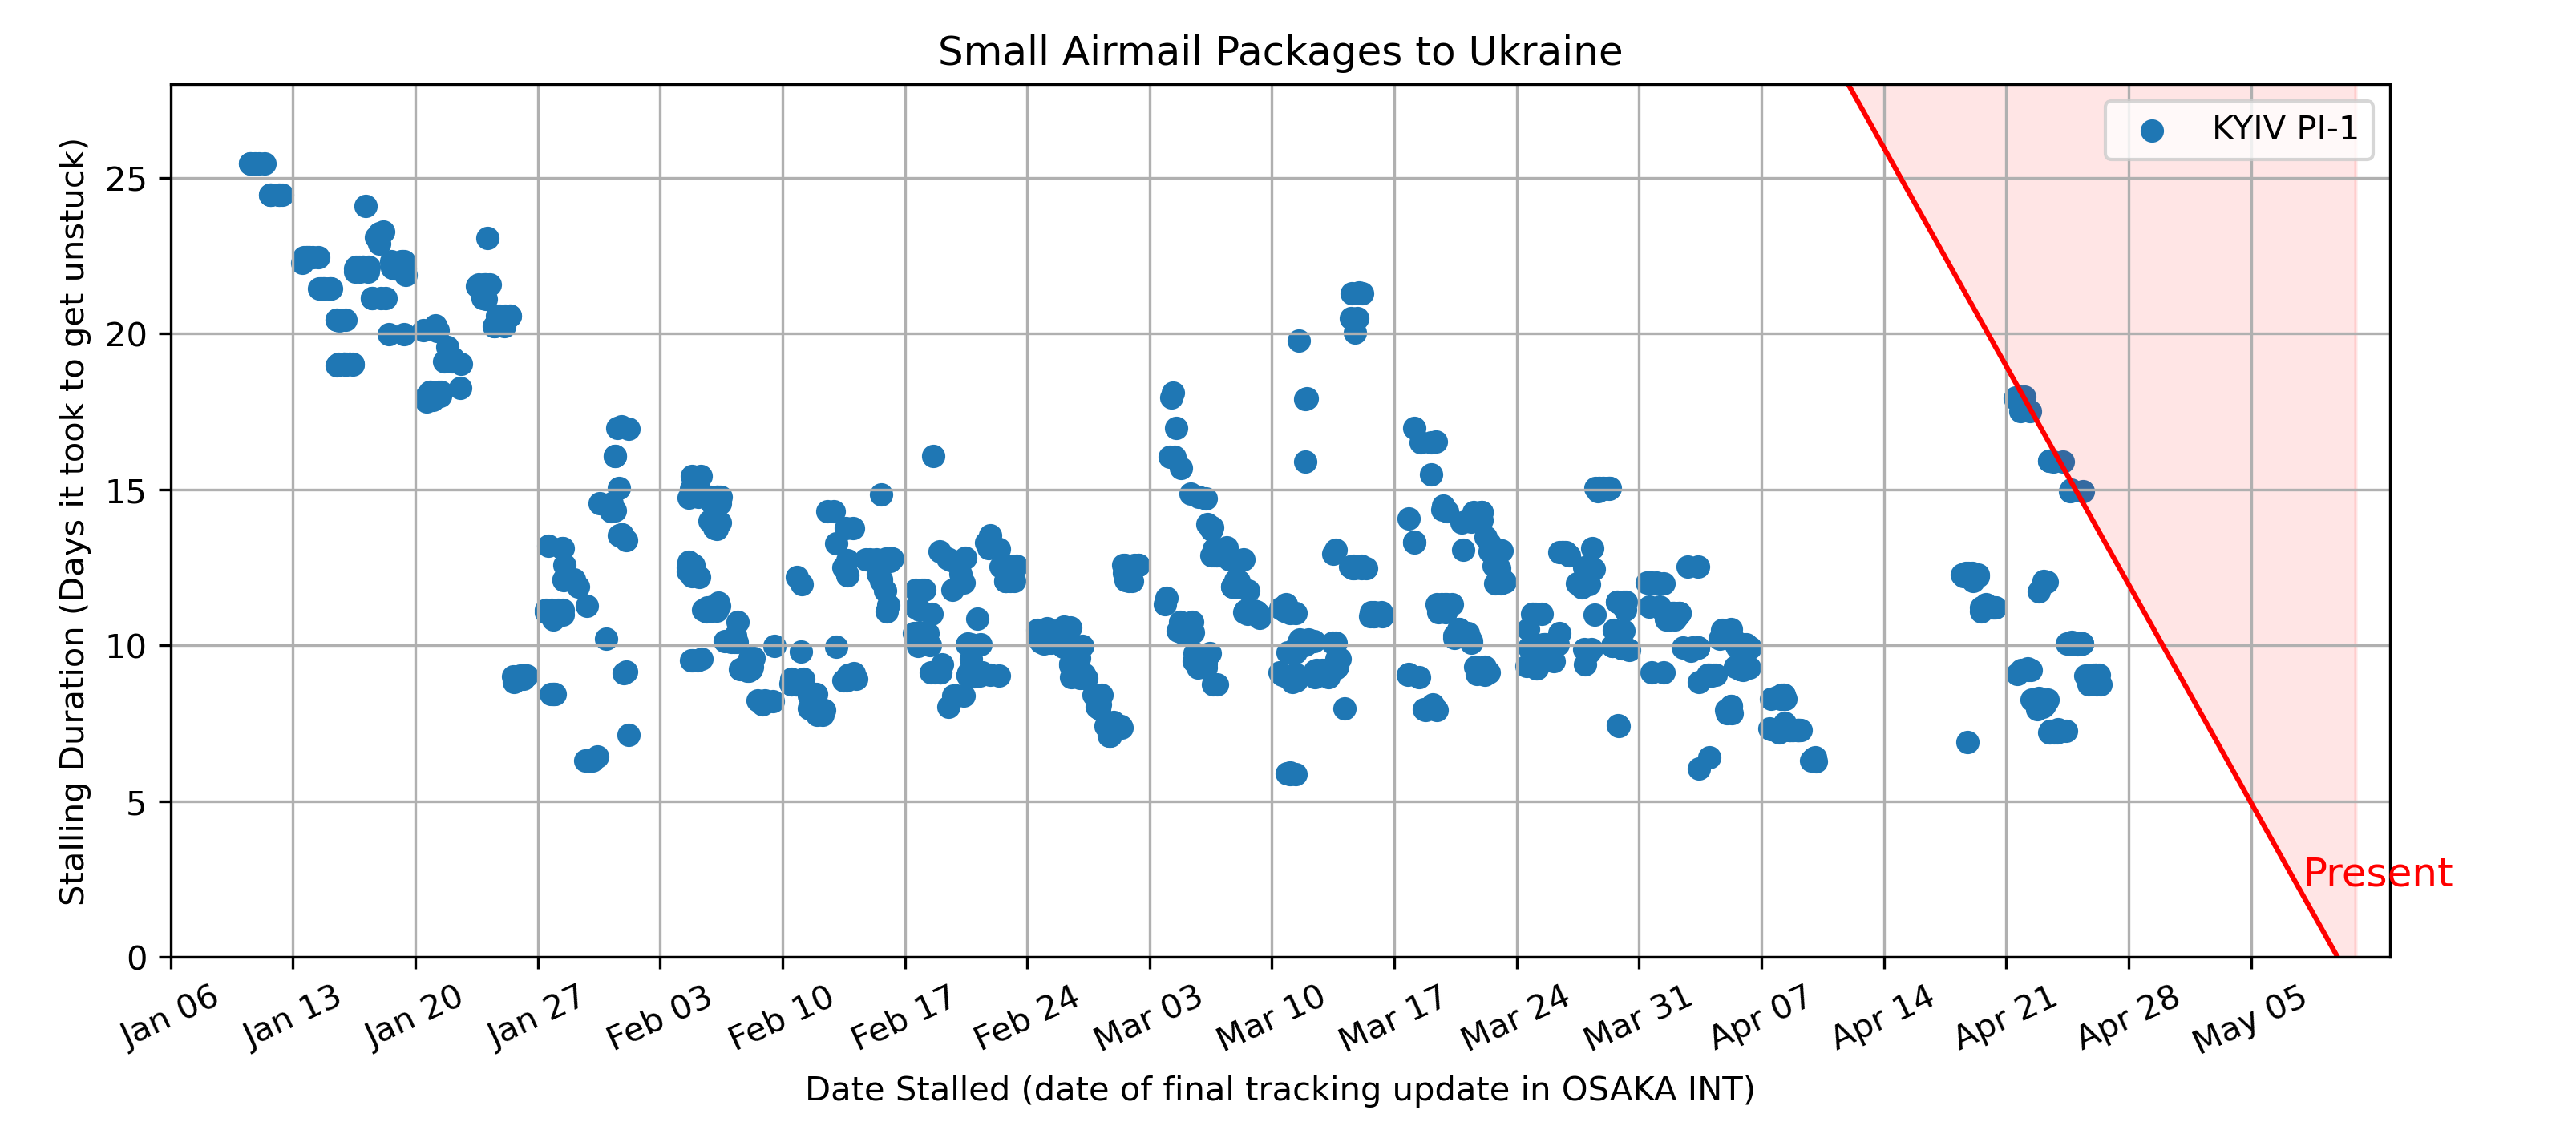 Small Airmail Packages to Ukraine
KYIV PI-1
Stalling Duration (Days it took to get unstuck)
25
20
15
10
5
0
Present
Jan 06
Jan 13
Jan 20
Jan 27
Feb 03
Feb 10
Feb 17
Feb 24
Mar 03
Mar 10
Mar 17
Mar 24
Mar 31
Apr 07
Apr 14
Apr 21
Apr 28
May 05
Date Stalled (date of final tracking update in OSAKA INT)